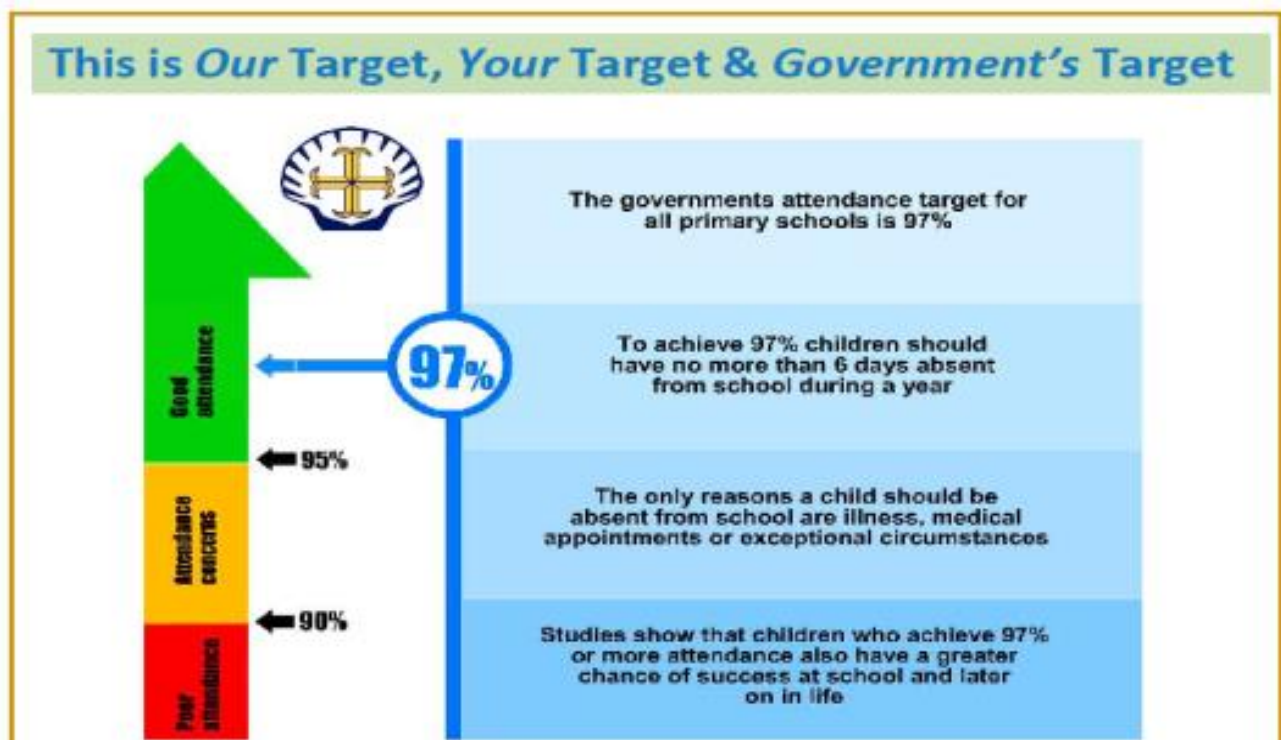 This is Our Target, Your Target & Government's Target
The governments attendance target for
all primary schools is 97%
Good
attendance
97%
To achieve 97% children should
have no more than 6 days absent
from school during a year
95%
Attendance
concerns
The only reasons a child should be
absent from school are illness, medical
appointments or exceptional circumstances
90%
Poor
attendance
Studies show that children who achieve 97%
or more attendance also have a greater
chance of success at school and later
on in life